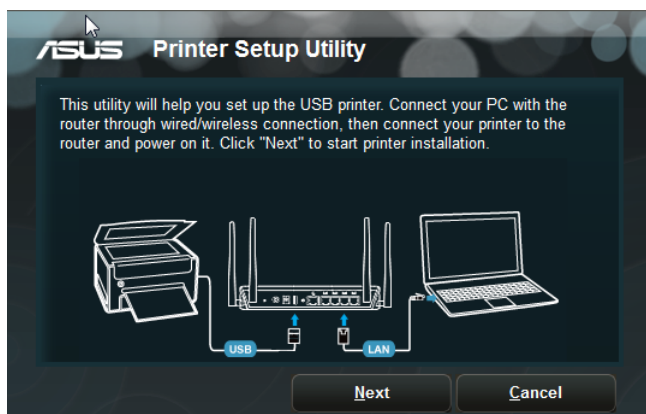 ASUS Printer Setup Utility
This utility will help you set up the USB printer. Connect your PC with the
router through wired/wireless connection, then connect your printer to the
router and power on it. Click "Next" to start printer installation.
USB
LAN
Next
Cancel